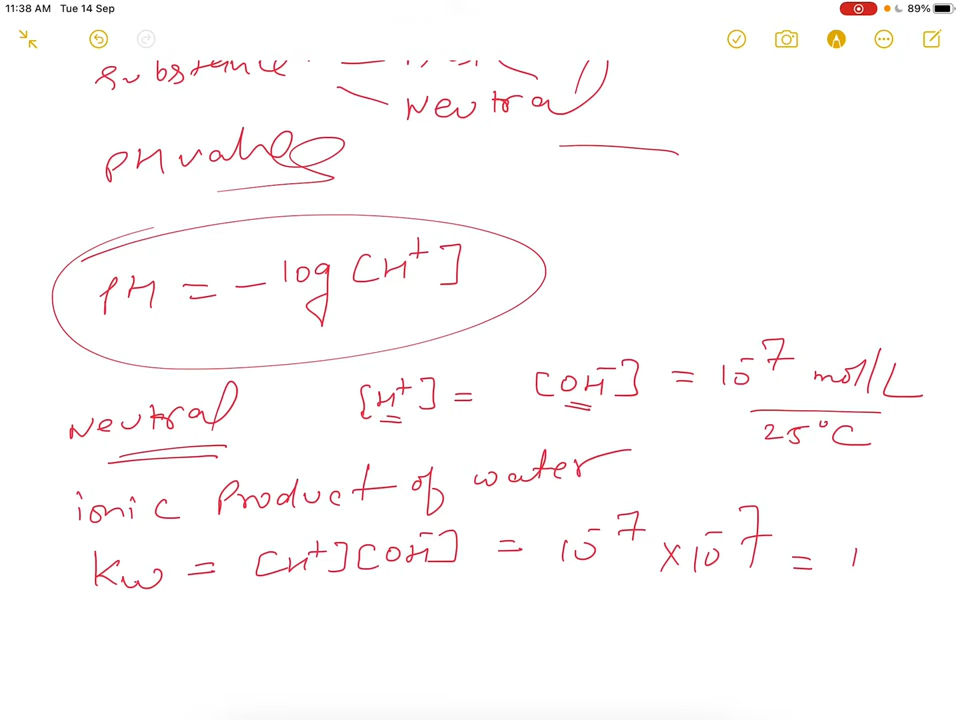 11:38 AM Tue 14 Sep 89%
substance
Neutral
PH value
PH = - log [H⁺]
Neutral [H⁺] = [OH⁻] = 10⁻⁷ mol/L
25°C
ionic Product of water
Kw = [H⁺][OH⁻] = 10⁻⁷ x 10⁻⁷ = 1